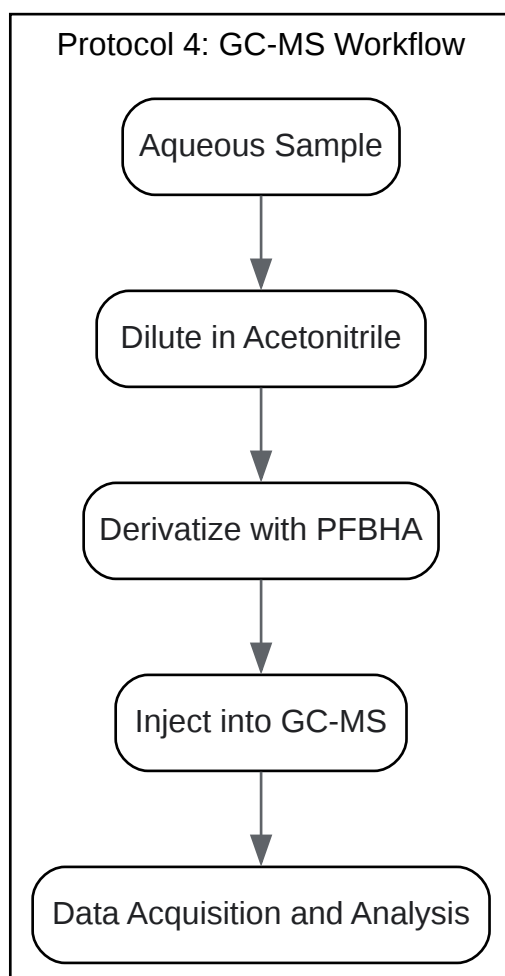 Protocol 4: GC-MS Workflow
Aqueous Sample
Dilute in Acetonitrile
Derivatize with PFBHA
Inject into GC-MS
Data Acquisition and Analysis